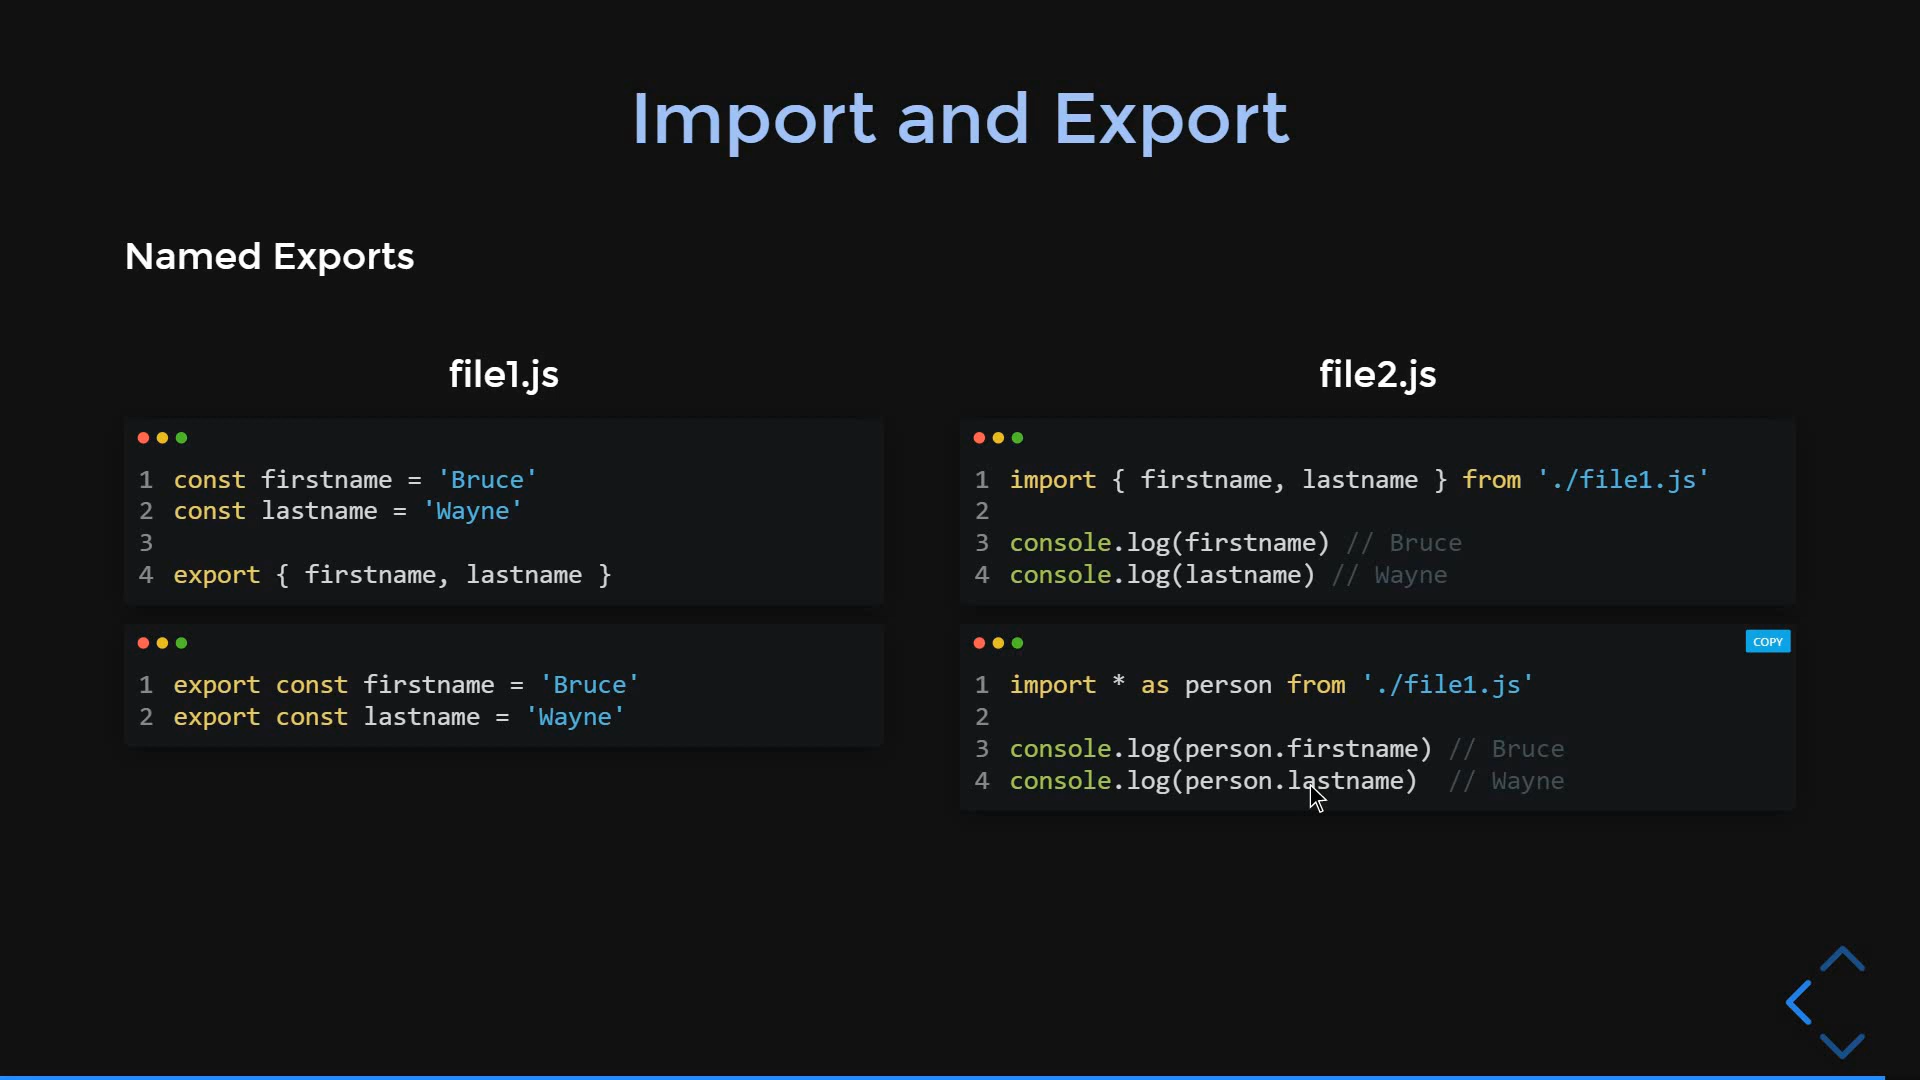 Import and Export
Named Exports
file1.js
1 const firstname = 'Bruce'
2 const lastname = 'Wayne'
3
4 export { firstname, lastname }
1 export const firstname = 'Bruce'
2 export const lastname = 'Wayne'
file2.js
1 import { firstname, lastname } from './file1.js'
2
3 console.log(firstname) // Bruce
4 console.log(lastname) // Wayne
COPY
1 import * as person from './file1.js'
2
3 console.log(person.firstname) // Bruce
4 console.log(person.lastname)  // Wayne